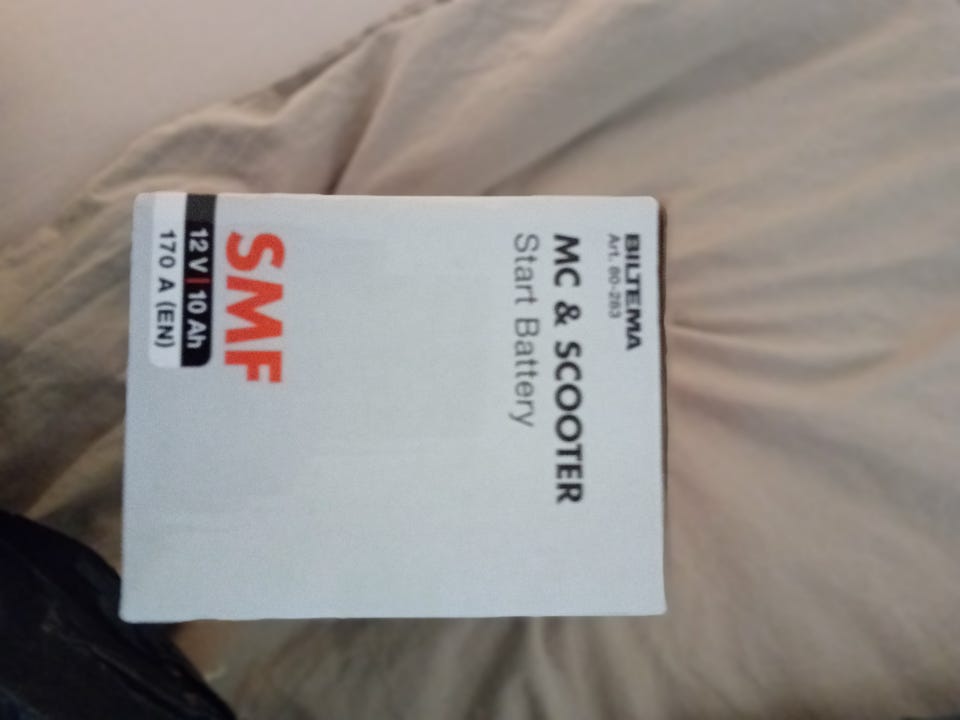 BILTEMA
Art. 80-283
MC & SCOOTER
Start Battery
SMF
12 V | 10 Ah
170 A (EN)